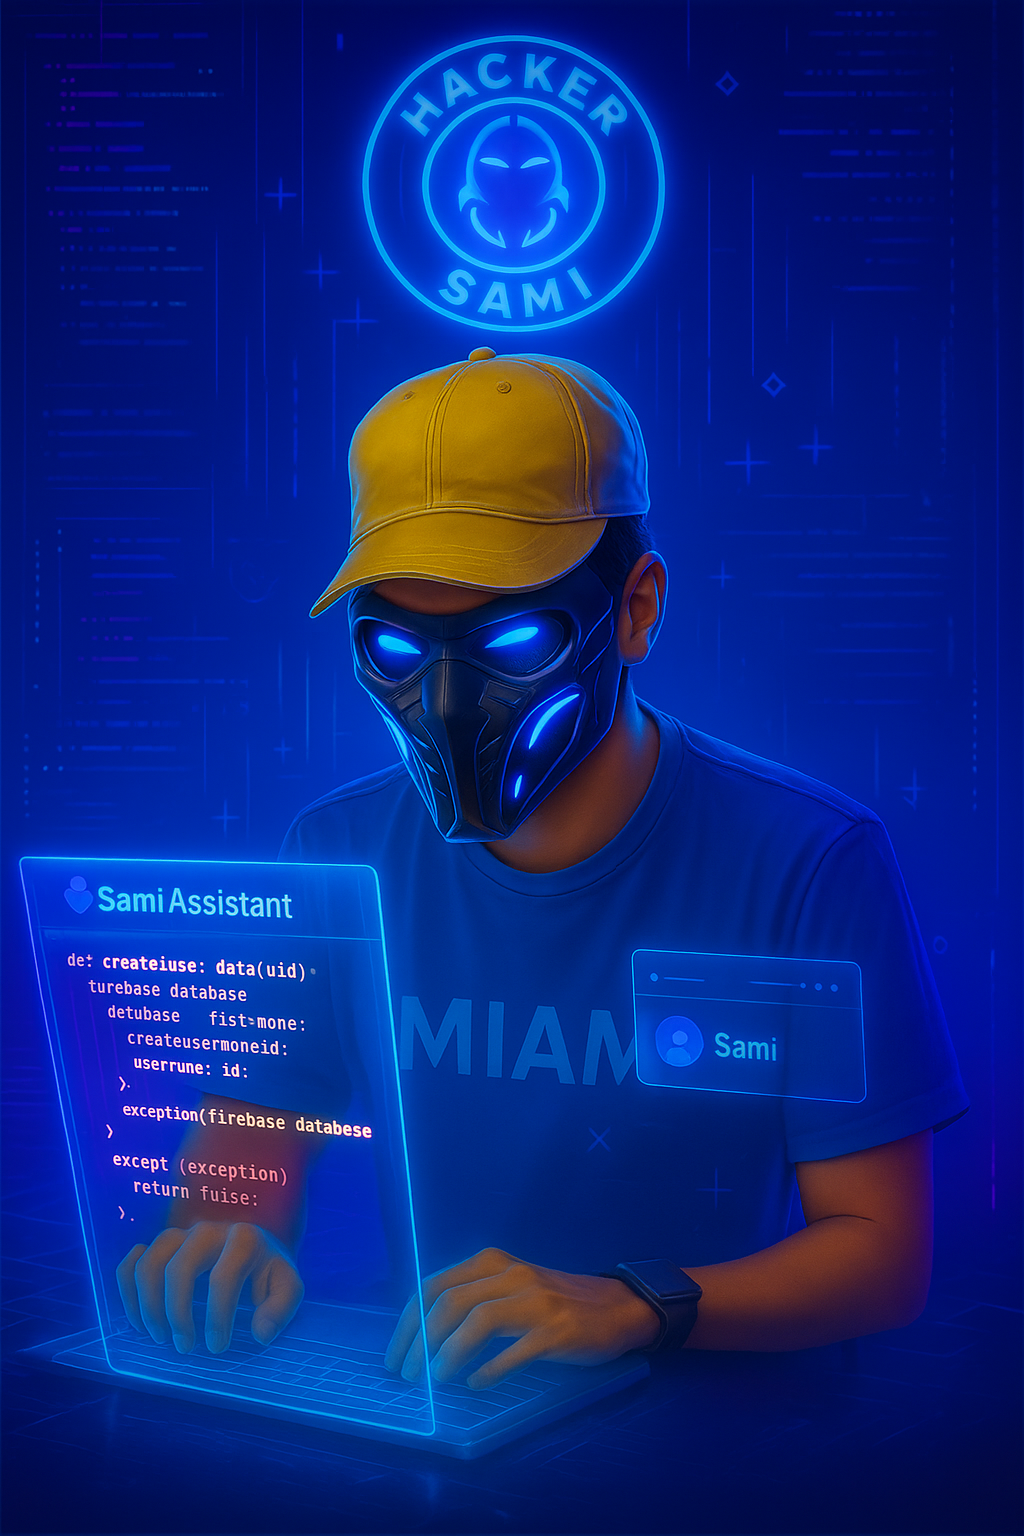 HACKER
SAMI
Sami Assistant
def createiuse: data(uid)
turebase database
detubase fist-mone:
createusermoneid:
userrune: id:
}.
exception(firebase databese
}
except (exception)
return fuise:
}.
MIAM
Sami